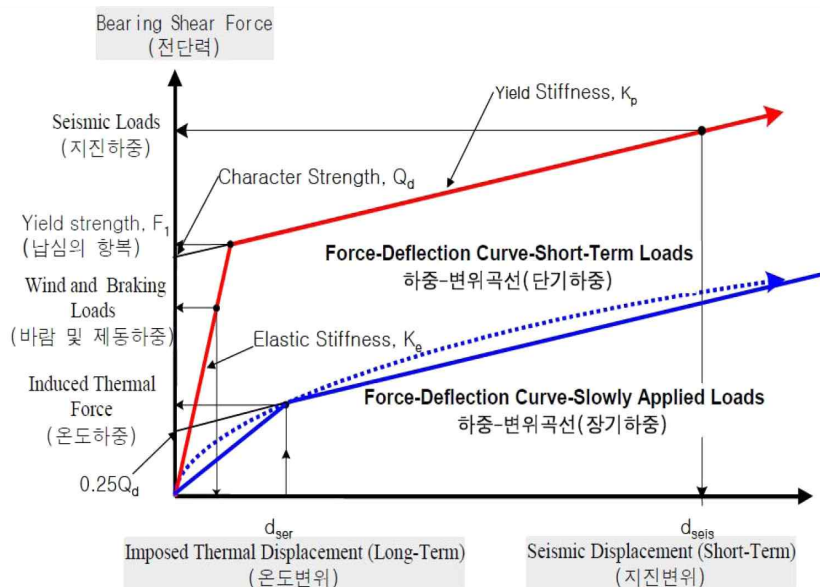 Bearing Shear Force
(전단력)
Yield Stiffness, Kp
Seismic Loads
(지진하중)
Character Strength, Qd
Yield strength, F1
(납심의 항복)
Force-Deflection Curve-Short-Term Loads
하중-변위곡선(단기하중)
Wind and Braking
Loads
(바람 및 제동하중)
Elastic Stiffness, Ke
Induced Thermal
Force
(온도하중)
Force-Deflection Curve-Slowly Applied Loads
하중-변위곡선(장기하중)
0.25Qd
dser
dseis
Imposed Thermal Displacement (Long-Term)
(온도변위)
Seismic Displacement (Short-Term)
(지진변위)